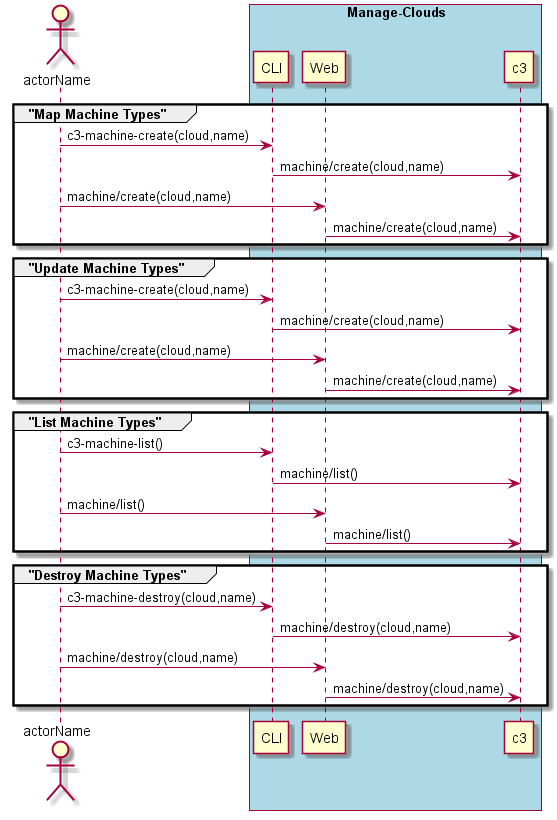 Manage-Clouds
actorName
CLI
Web
c3
"Map Machine Types"
c3-machine-create(cloud,name)
machine/create(cloud,name)
machine/create(cloud,name)
machine/create(cloud,name)
"Update Machine Types"
c3-machine-create(cloud,name)
machine/create(cloud,name)
machine/create(cloud,name)
machine/create(cloud,name)
"List Machine Types"
c3-machine-list()
machine/list()
machine/list()
machine/list()
"Destroy Machine Types"
c3-machine-destroy(cloud,name)
machine/destroy(cloud,name)
machine/destroy(cloud,name)
machine/destroy(cloud,name)
actorName
CLI
Web
c3